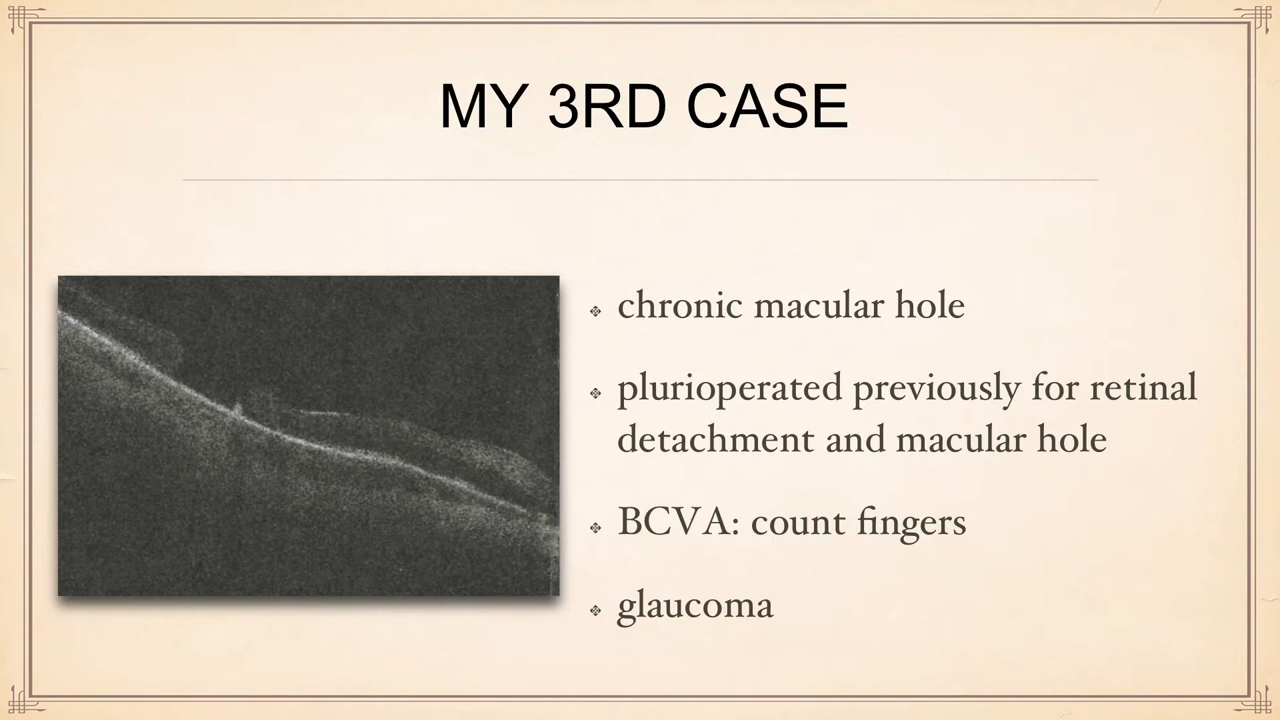 MY 3RD CASE
chronic macular hole
plurioperated previously for retinal
detachment and macular hole
BCVA: count fingers
glaucoma